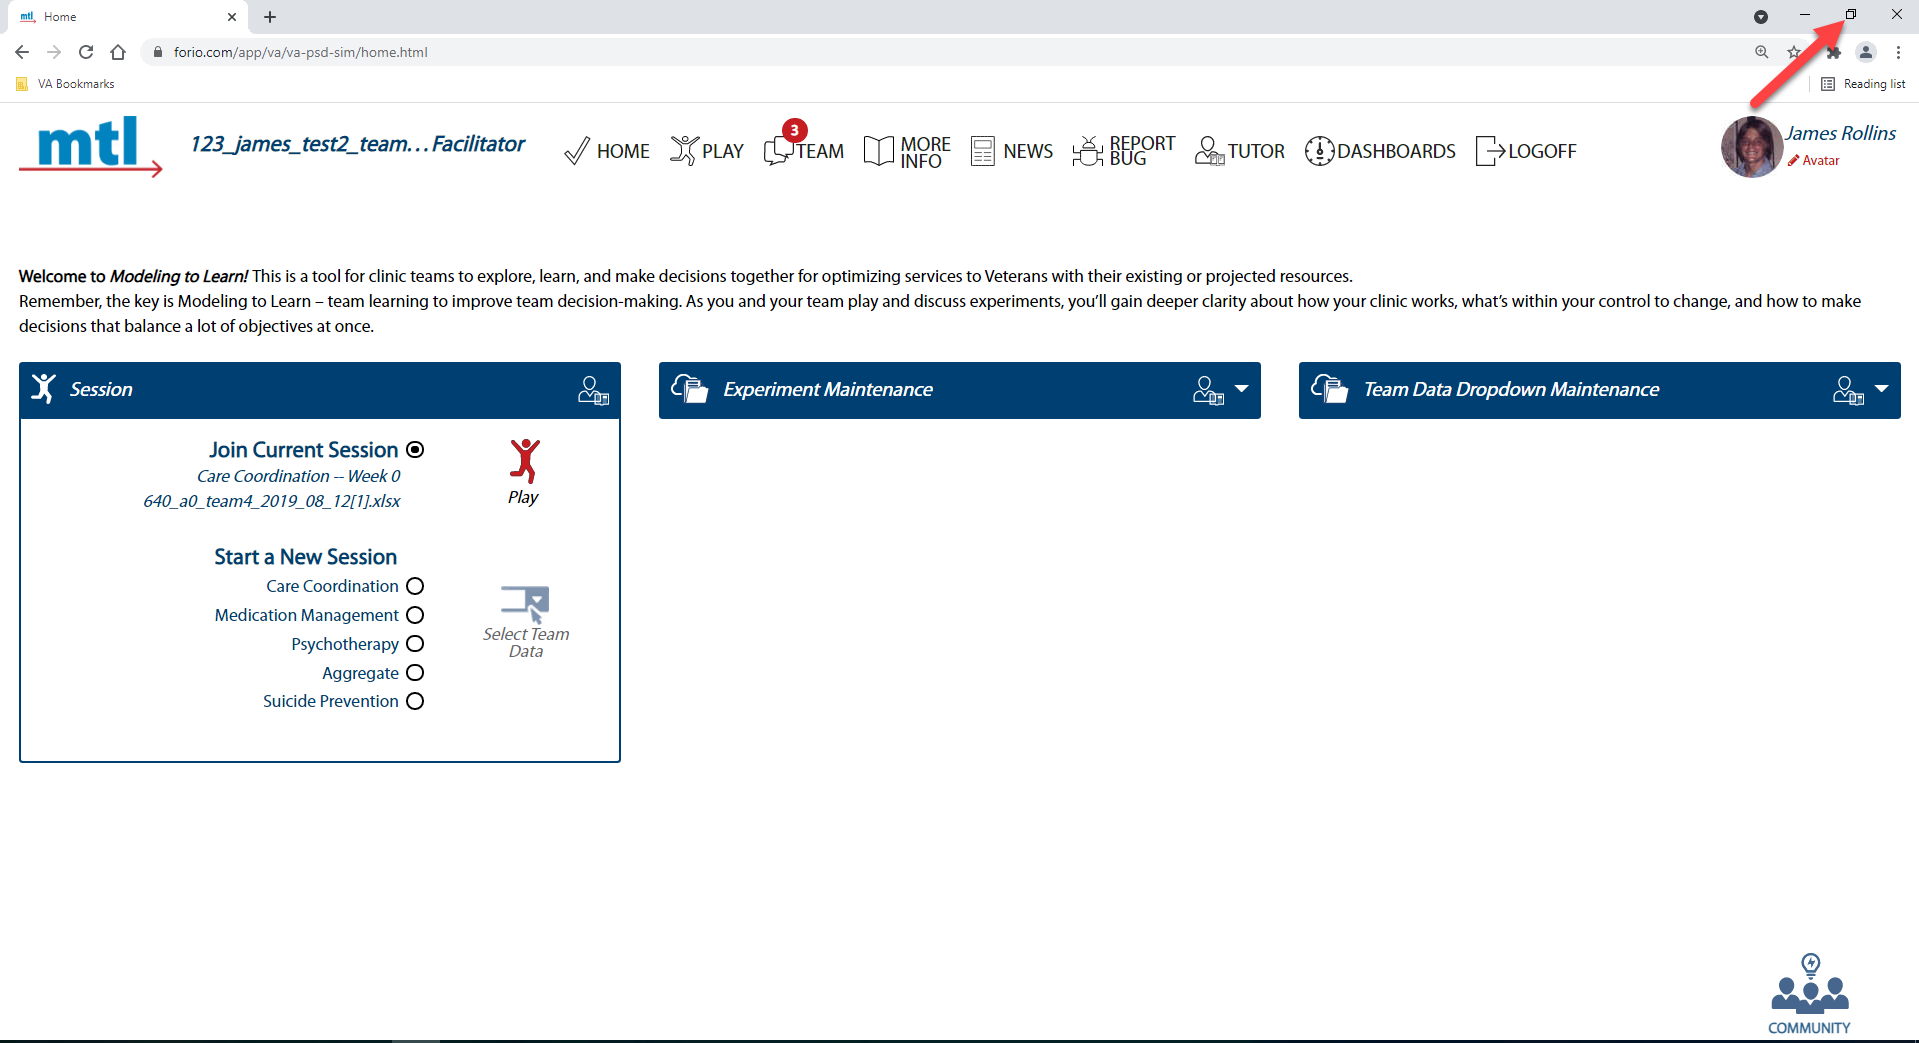 mtl Home
forio.com/app/va/va-psd-sim/home.html
VA Bookmarks
Reading list
mtl
123_james_test2_team... Facilitator
HOME
PLAY
3
TEAM
MORE
INFO
NEWS
REPORT
BUG
TUTOR
DASHBOARDS
LOGOFF
James Rollins
Avatar
Welcome to Modeling to Learn! This is a tool for clinic teams to explore, learn, and make decisions together for optimizing services to Veterans with their existing or projected resources.
Remember, the key is Modeling to Learn – team learning to improve team decision-making. As you and your team play and discuss experiments, you’ll gain deeper clarity about how your clinic works, what’s within your control to change, and how to make
decisions that balance a lot of objectives at once.
Session
Join Current Session
Care Coordination -- Week 0
640_a0_team4_2019_08_12[1].xlsx
Play
Start a New Session
Care Coordination
Medication Management
Psychotherapy
Aggregate
Suicide Prevention
Select Team
Data
Experiment Maintenance
Team Data Dropdown Maintenance
COMMUNITY